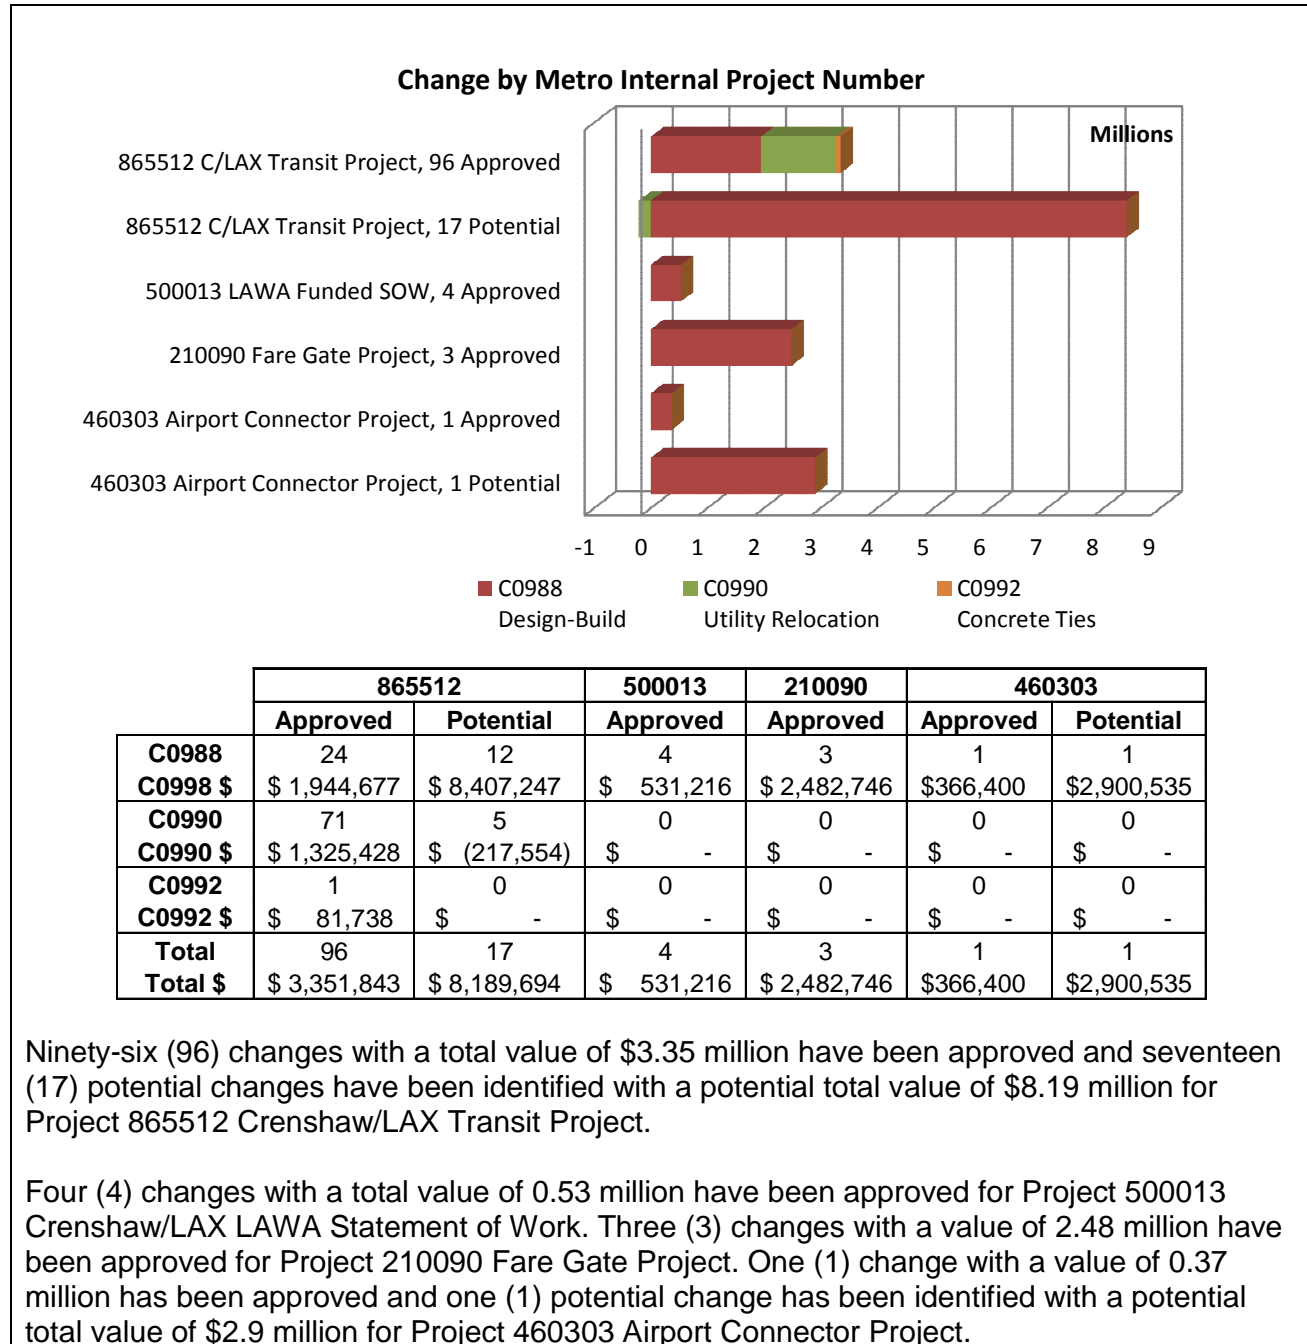 Change by Metro Internal Project Number
Millions
865512 C/LAX Transit Project, 96 Approved
865512 C/LAX Transit Project, 17 Potential
500013 LAWA Funded SOW, 4 Approved
210090 Fare Gate Project, 3 Approved
460303 Airport Connector Project, 1 Approved
460303 Airport Connector Project, 1 Potential
-1 0 1 2 3 4 5 6 7 8 9
C0988 C0990 C0992
Design-Build Utility Relocation Concrete Ties
865512 500013 210090 460303
Approved Potential Approved Approved Approved Potential
C0988 24 12 4 3 1 1
C0998 $ $ 1,944,677 $ 8,407,247 $ 531,216 $ 2,482,746 $366,400 $2,900,535
C0990 71 5 0 0 0 0
C0990 $ $ 1,325,428 $ (217,554) $ - $ - $ - $ -
C0992 1 0 0 0 0 0
C0992 $ $ 81,738 $ - $ - $ - $ - $ -
Total 96 17 4 3 1 1
Total $ $ 3,351,843 $ 8,189,694 $ 531,216 $ 2,482,746 $366,400 $2,900,535
Ninety-six (96) changes with a total value of $3.35 million have been approved and seventeen
(17) potential changes have been identified with a potential total value of $8.19 million for
Project 865512 Crenshaw/LAX Transit Project.
Four (4) changes with a total value of 0.53 million have been approved for Project 500013
Crenshaw/LAX LAWA Statement of Work. Three (3) changes with a value of 2.48 million have
been approved for Project 210090 Fare Gate Project. One (1) change with a value of 0.37
million has been approved and one (1) potential change has been identified with a potential
total value of $2.9 million for Project 460303 Airport Connector Project.